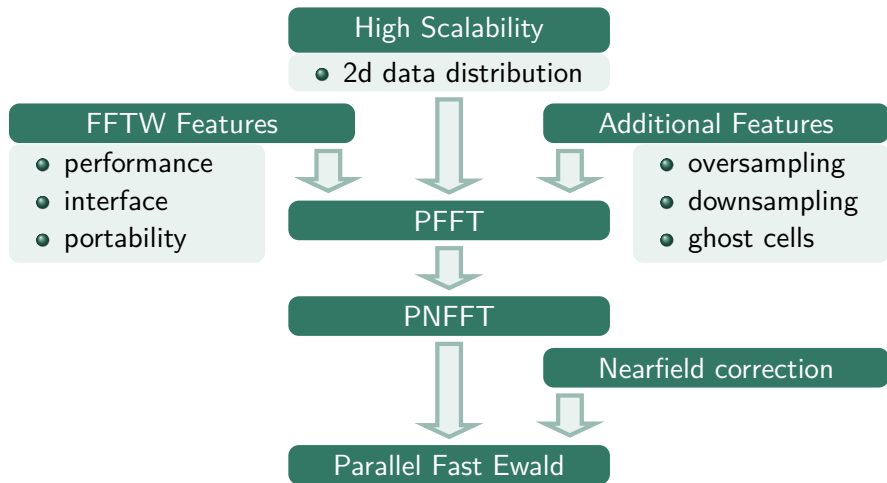 High Scalability
2d data distribution
FFTW Features
performance
interface
portability
Additional Features
oversampling
downsampling
ghost cells
PFFT
PNFFT
Nearfield correction
Parallel Fast Ewald